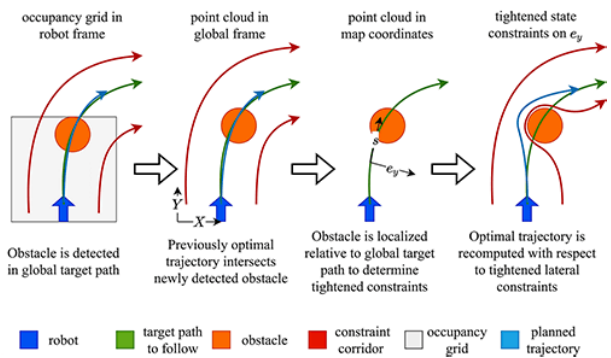 occupancy grid in
robot frame
point cloud in
global frame
point cloud in
map coordinates
tightened state
constraints on e_y
s
e_y
Y
X
Obstacle is detected
in global target path
Previously optimal
trajectory intersects
newly detected obstacle
Obstacle is localized
relative to global target
path to determine
tightened constraints
Optimal trajectory is
recomputed with respect
to tightened lateral
constraints
robot
target path
to follow
obstacle
constraint
corridor
occupancy
grid
planned
trajectory